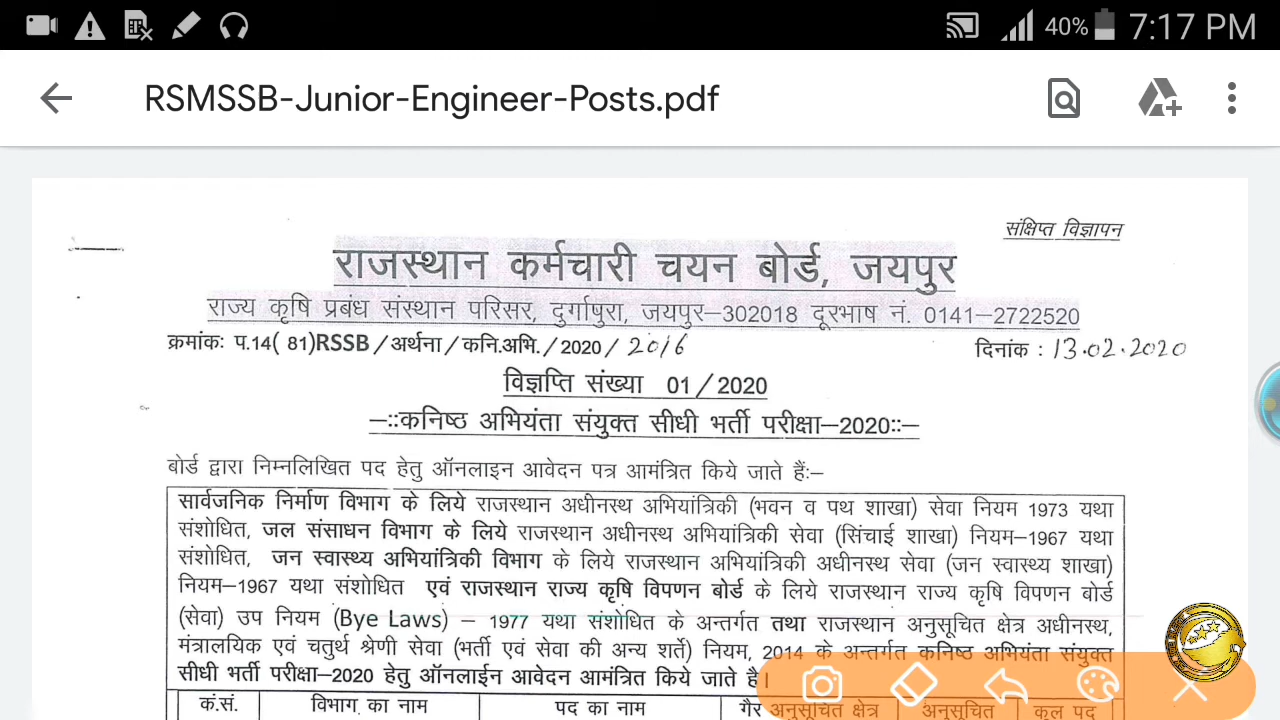 40% 7:17 PM
RSMSSB-Junior-Engineer-Posts.pdf
संक्षिप्त विज्ञापन
राजस्थान कर्मचारी चयन बोर्ड, जयपुर
राज्य कृषि प्रबंध संस्थान परिसर, दुर्गापुरा, जयपुर–302018 दूरभाष नं. 0141–2722520
क्रमांकः प.14( 81)RSSB/अर्थना/कनि.अभि./2020/ 2016 दिनांक : 13.02.2020
विज्ञप्ति संख्या 01/2020
–::कनिष्ठ अभियंता संयुक्त सीधी भर्ती परीक्षा–2020::–
बोर्ड द्वारा निम्नलिखित पद हेतु ऑनलाइन आवेदन पत्र आमंत्रित किये जाते हैं:–
सार्वजनिक निर्माण विभाग के लिये राजस्थान अधीनस्थ अभियांत्रिकी (भवन व पथ शाखा) सेवा नियम 1973 यथा
संशोधित, जल संसाधन विभाग के लिये राजस्थान अधीनस्थ अभियांत्रिकी सेवा (सिंचाई शाखा) नियम–1967 यथा
संशोधित, जन स्वास्थ्य अभियांत्रिकी विभाग के लिये राजस्थान अभियांत्रिकी अधीनस्थ सेवा (जन स्वास्थ्य शाखा)
नियम–1967 यथा संशोधित एवं राजस्थान राज्य कृषि विपणन बोर्ड के लिये राजस्थान राज्य कृषि विपणन बोर्ड
(सेवा) उप नियम (Bye Laws) – 1977 यथा संशोधित के अन्तर्गत तथा राजस्थान अनुसूचित क्षेत्र अधीनस्थ,
मंत्रालयिक एवं चतुर्थ श्रेणी सेवा (भर्ती एवं सेवा की अन्य शर्ते) नियम, 2014 के अन्तर्गत कनिष्ठ अभियंता संयुक्त
सीधी भर्ती परीक्षा–2020 हेतु ऑनलाईन आवेदन आमंत्रित किये जाते है।
कं.सं. विभाग का नाम पद का नाम गैर अनुसूचित क्षेत्र अनुसूचित कुल पद